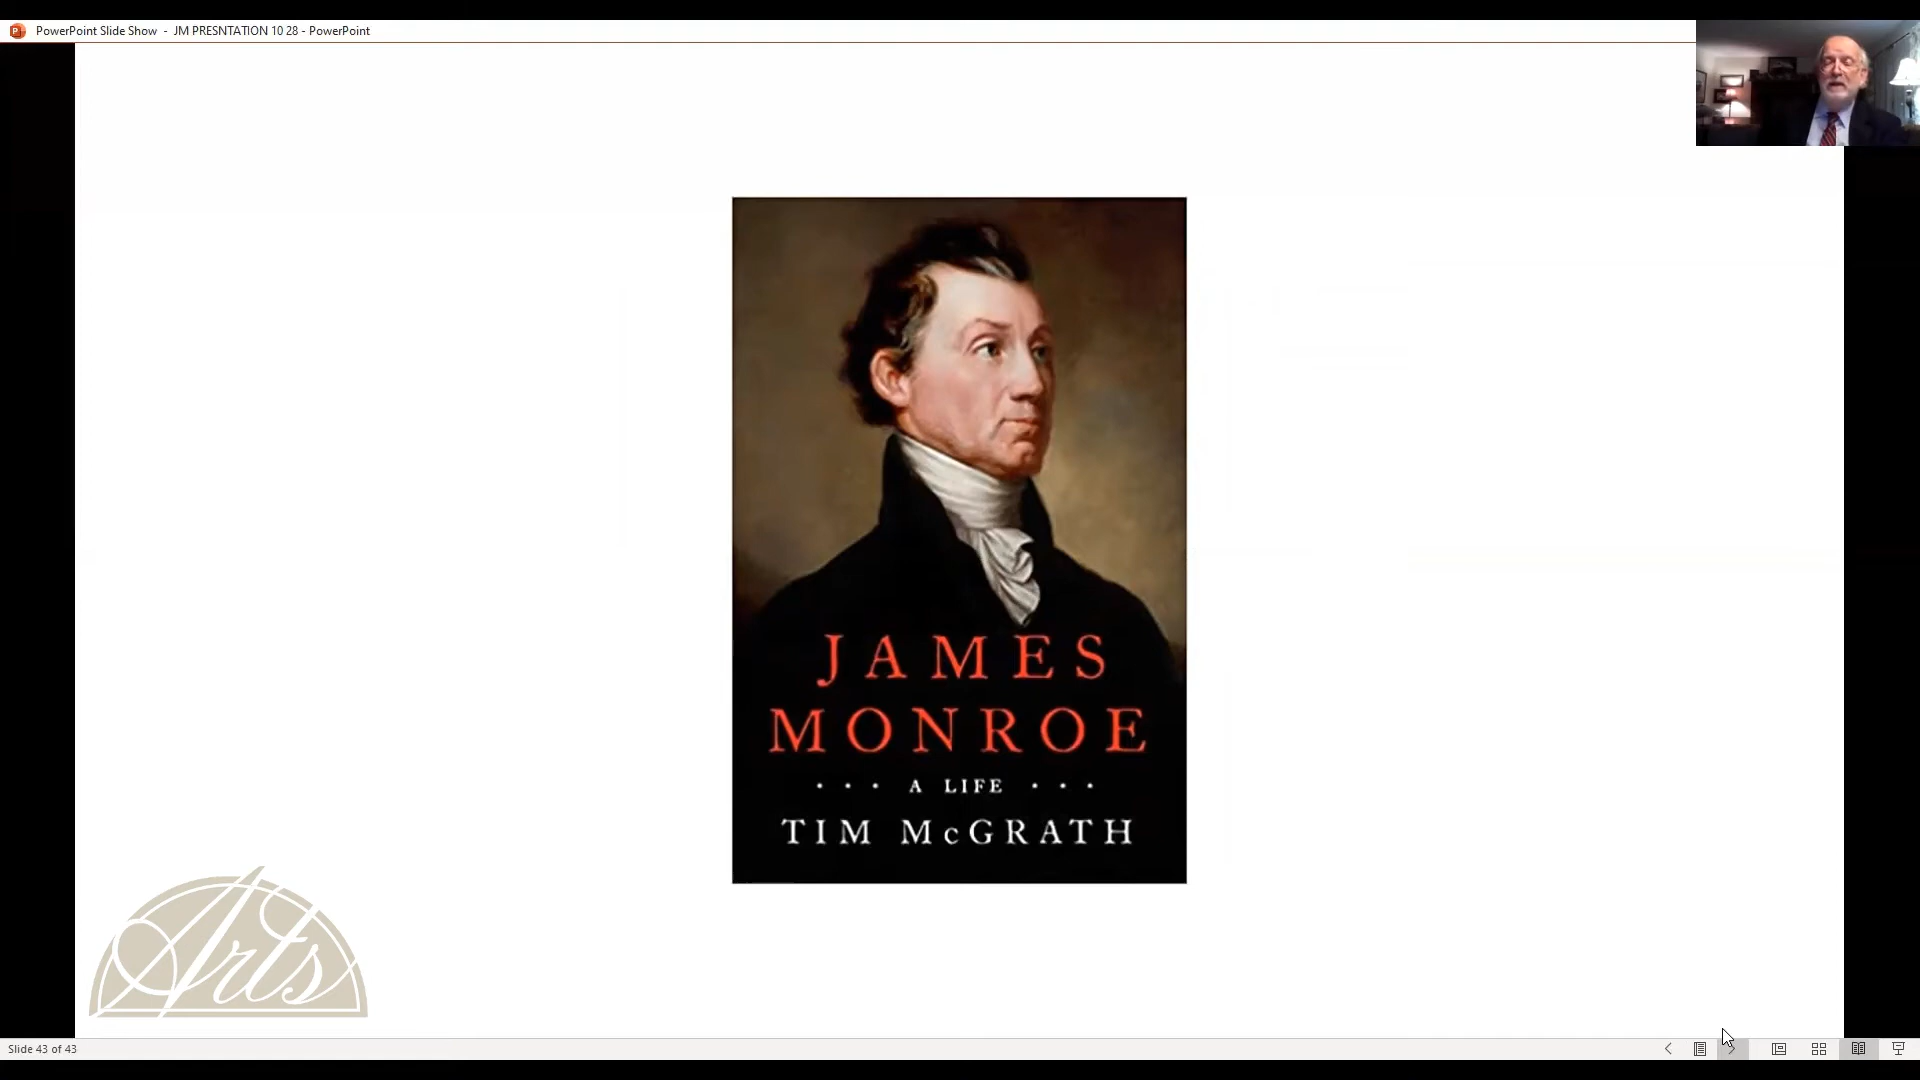 PowerPoint Slide Show - JM PRESNTATION 10 28 - PowerPoint
JAMES
MONROE
· · · A LIFE · · ·
TIM McGRATH
Arts
Slide 43 of 43